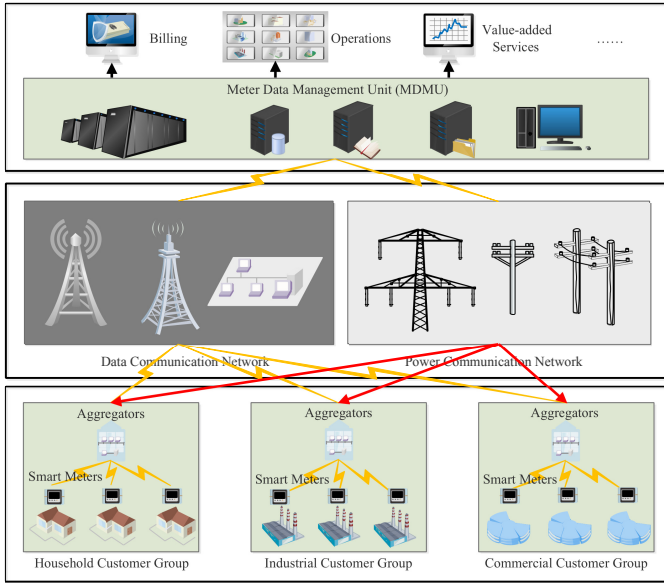 Billing
Operations
Value-added
Services
......
Meter Data Management Unit (MDMU)
Data Communication Network
Power Communication Network
Aggregators
Aggregators
Aggregators
Smart Meters
Smart Meters
Smart Meters
Household Customer Group
Industrial Customer Group
Commercial Customer Group